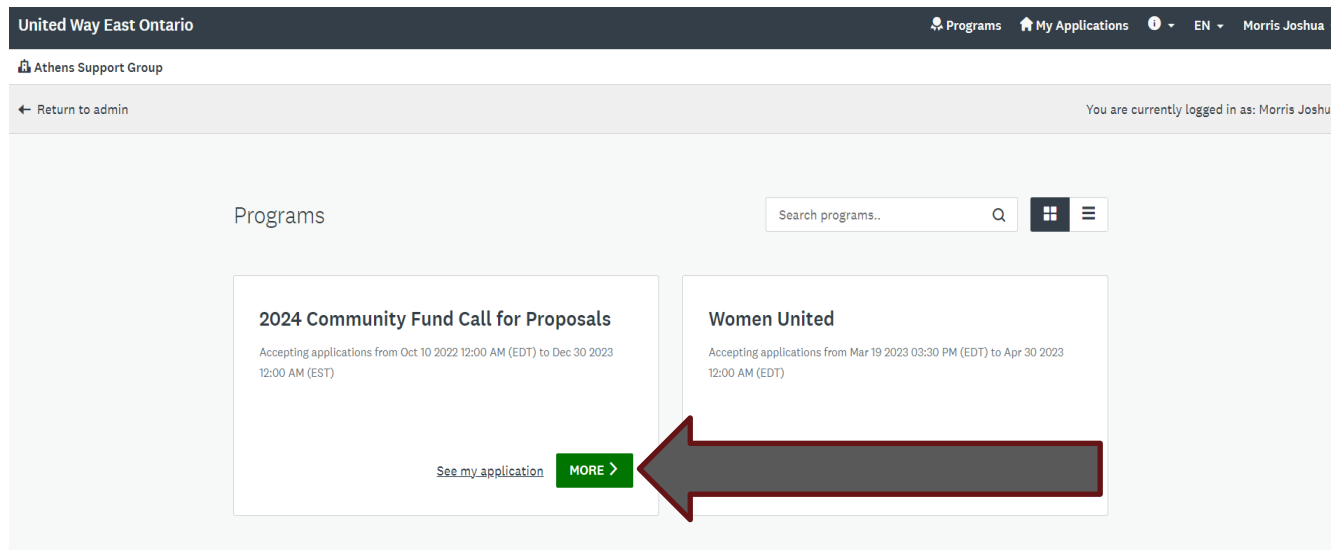 United Way East Ontario
Programs
My Applications
EN
Morris Joshua
Athens Support Group
Return to admin
You are currently logged in as: Morris Joshu
Programs
Search programs..
2024 Community Fund Call for Proposals
Accepting applications from Oct 10 2022 12:00 AM (EDT) to Dec 30 2023
12:00 AM (EST)
See my application
MORE
Women United
Accepting applications from Mar 19 2023 03:30 PM (EDT) to Apr 30 2023
12:00 AM (EDT)